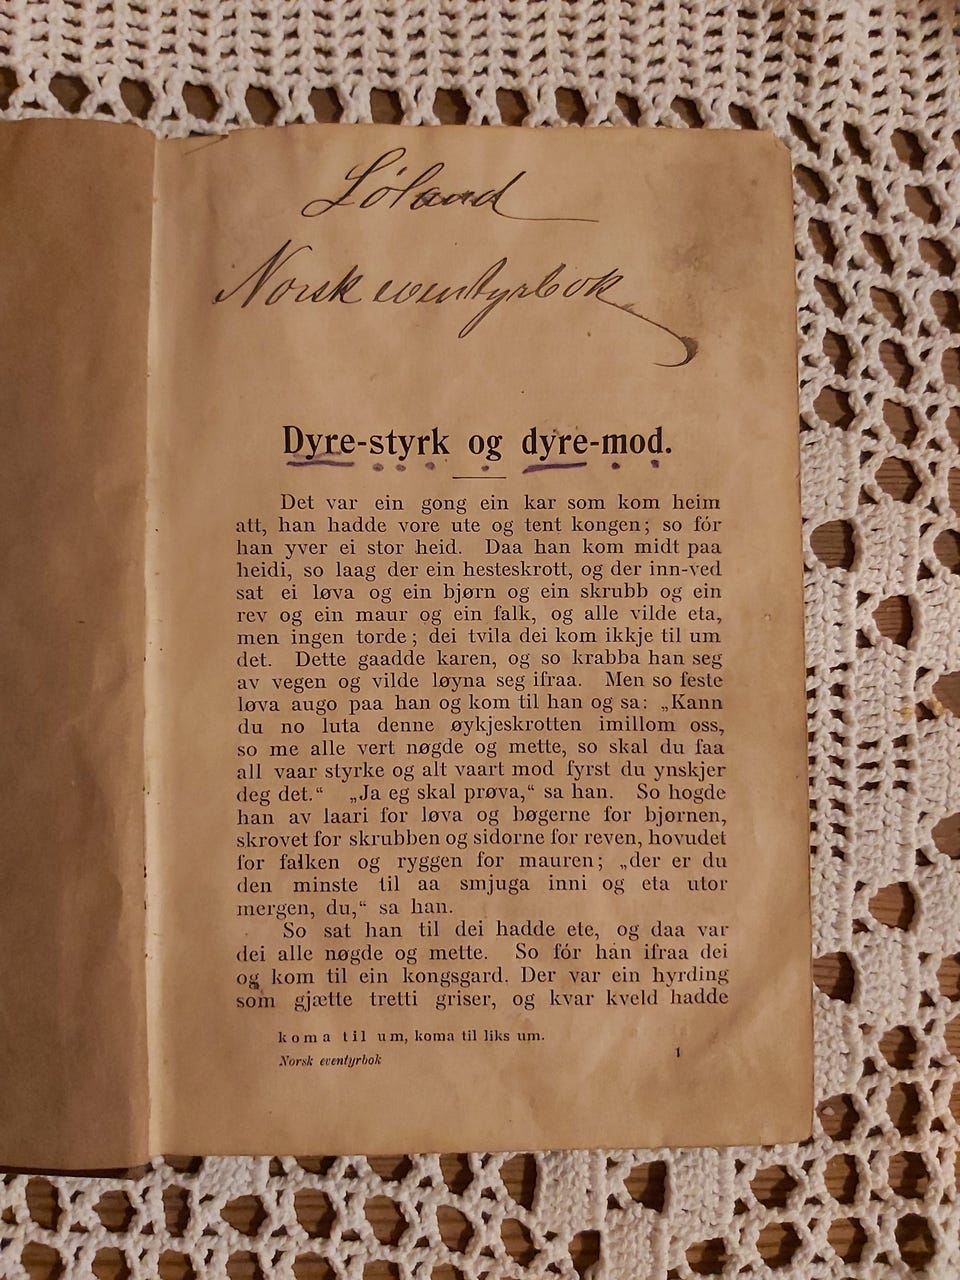 Løland
Norsk eventyrbok
Dyre-styrk og dyre-mod.
Det var ein gong ein kar som kom heim
att, han hadde vore ute og tent kongen; so fór
han yver ei stor heid. Daa han kom midt paa
heidi, so laag der ein hesteskrott, og der inn-ved
sat ei løva og ein bjørn og ein skrubb og ein
rev og ein maur og ein falk, og alle vilde eta,
men ingen torde; dei tvila dei kom ikkje til um
det. Dette gaadde karen, og so krabba han seg
av vegen og vilde løyna seg ifraa. Men so feste
løva augo paa han og kom til han og sa: „Kann
du no luta denne øykjeskrotten imillom oss,
so me alle vert nøgde og mette, so skal du faa
all vaar styrke og alt vaart mod fyrst du ynskjer
deg det.“ „Ja eg skal prøva,“ sa han. So hogde
han av laari for løva og bøgerne for bjørnen,
skrovet for skrubben og sidorne for reven, hovudet
for falken og ryggen for mauren; „der er du
den minste til aa smjuga inni og eta utor
mergen, du,“ sa han.
So sat han til dei hadde ete, og daa var
dei alle nøgde og mette. So fór han ifraa dei
og kom til ein kongsgard. Der var ein hyrding
som gjætte tretti griser, og kvar kveld hadde
koma til um, koma til liks um.
Norsk eventyrbok 1